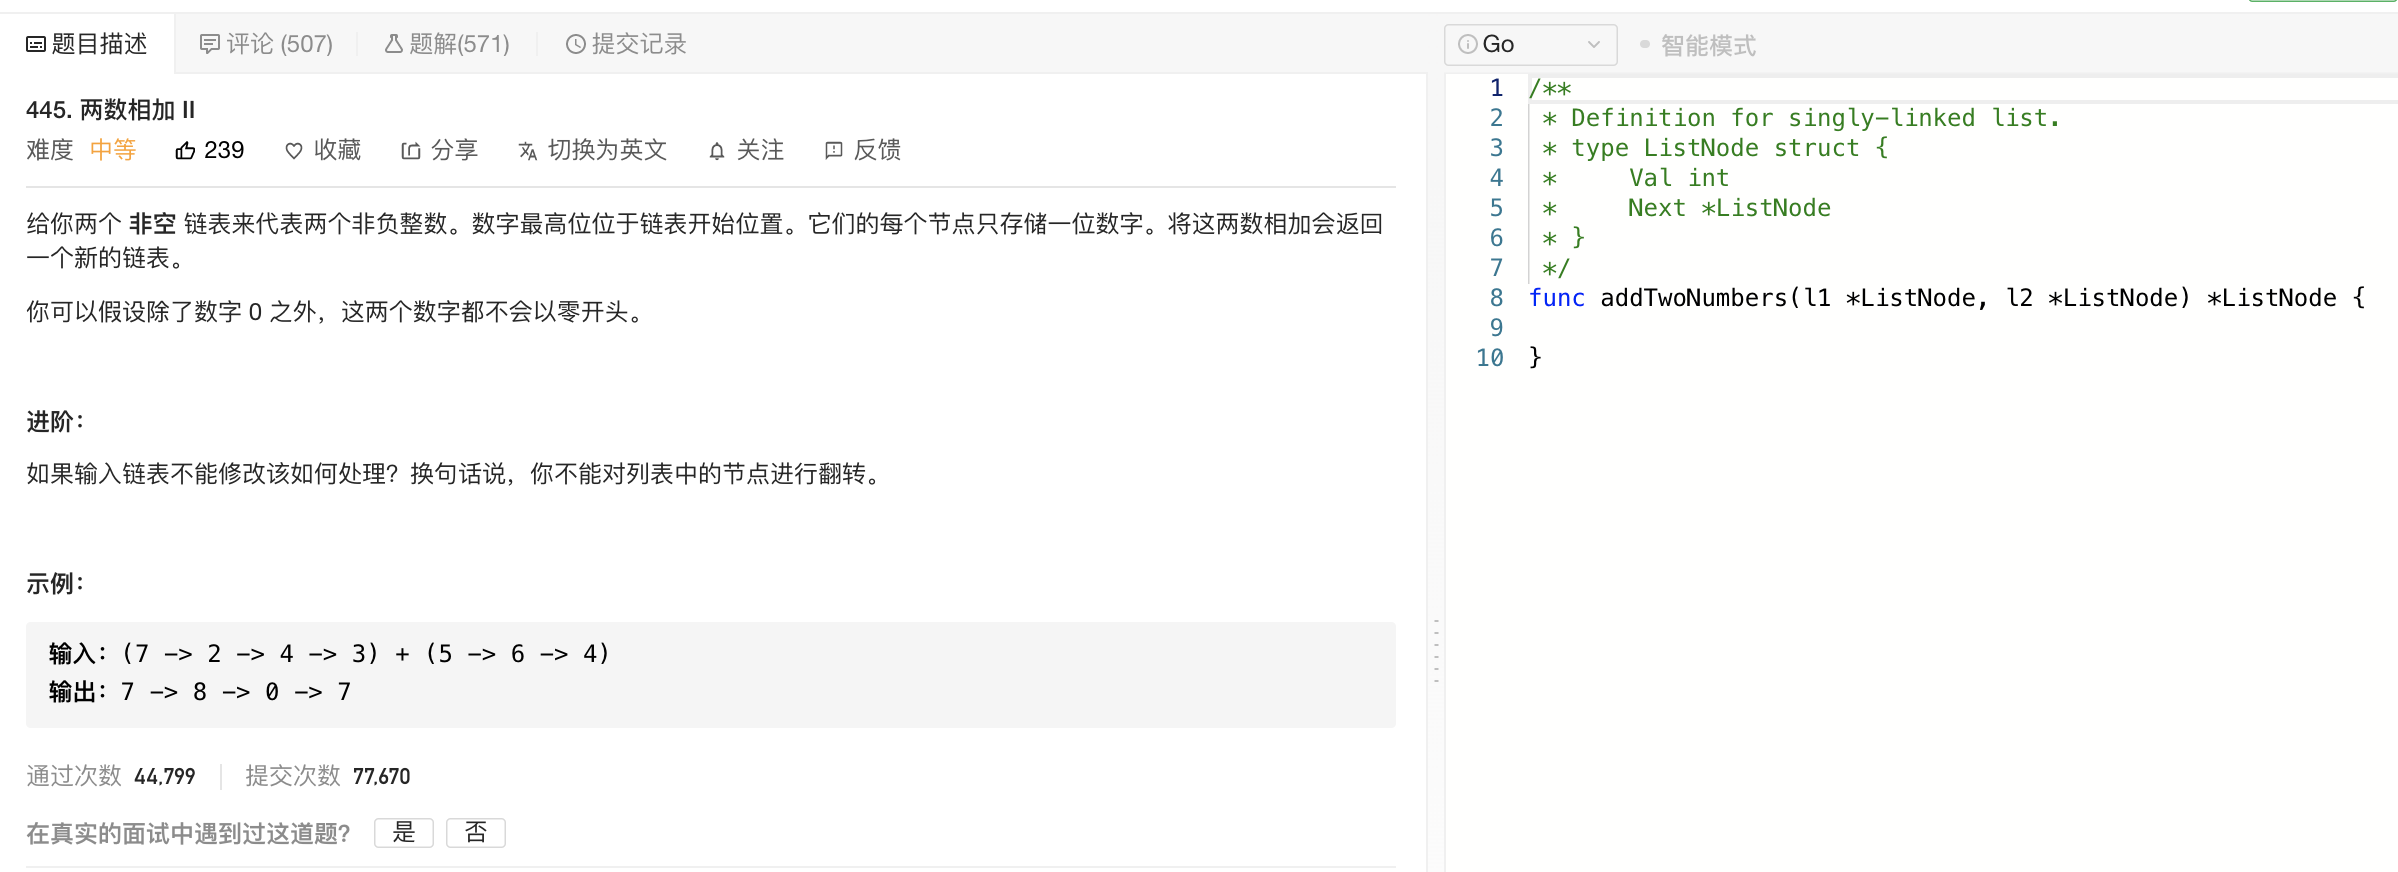 题目描述 评论 (507) 题解(571) 提交记录
445. 两数相加 II
难度 中等 239 收藏 分享 切换为英文 关注 反馈
给你两个 非空 链表来代表两个非负整数。数字最高位位于链表开始位置。它们的每个节点只存储一位数字。将这两数相加会返回
一个新的链表。
你可以假设除了数字 0 之外，这两个数字都不会以零开头。
进阶：
如果输入链表不能修改该如何处理？换句话说，你不能对列表中的节点进行翻转。
示例：
输入：(7 -> 2 -> 4 -> 3) + (5 -> 6 -> 4)
输出：7 -> 8 -> 0 -> 7
通过次数 44,799 提交次数 77,670
在真实的面试中遇到过这道题？ 是 否
Go 智能模式
1 /**
2  * Definition for singly-linked list.
3  * type ListNode struct {
4  *     Val int
5  *     Next *ListNode
6  * }
7  */
8 func addTwoNumbers(l1 *ListNode, l2 *ListNode) *ListNode {
9
10 }